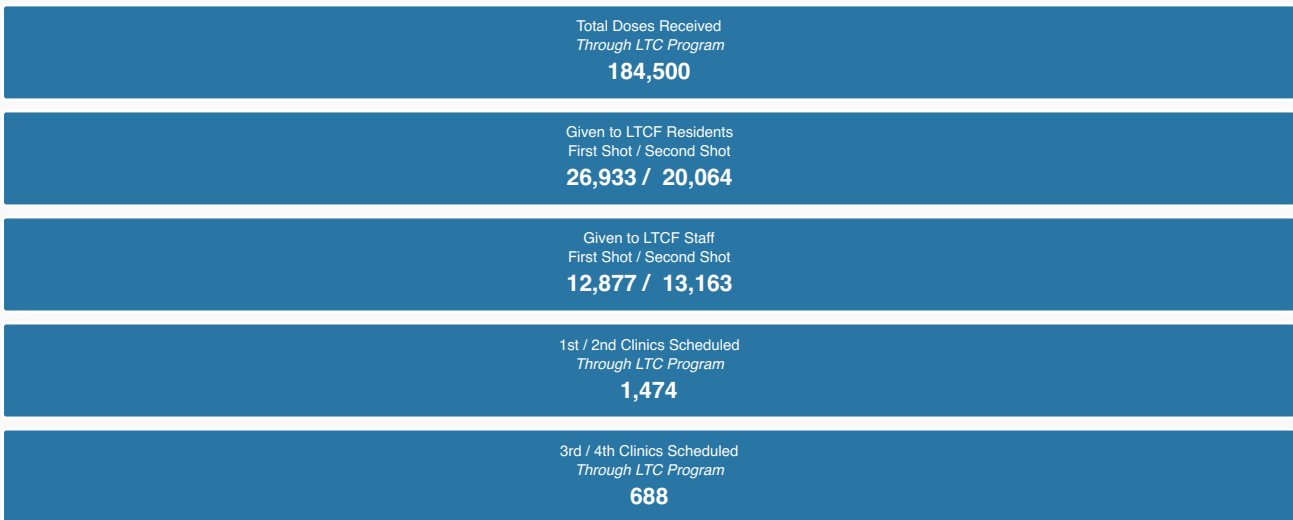 Total Doses Received
Through LTC Program
184,500
Given to LTCF Residents
First Shot / Second Shot
26,933 / 20,064
Given to LTCF Staff
First Shot / Second Shot
12,877 / 13,163
1st / 2nd Clinics Scheduled
Through LTC Program
1,474
3rd / 4th Clinics Scheduled
Through LTC Program
688